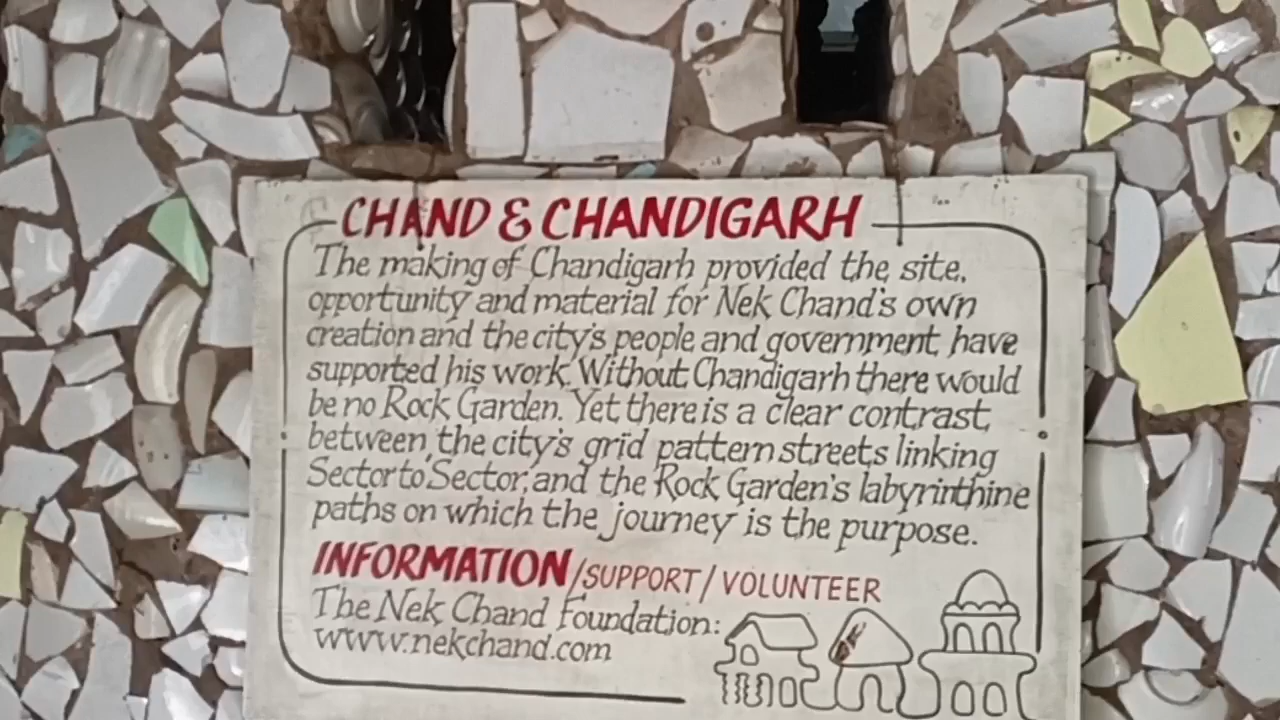 CHAND & CHANDIGARH
The making of Chandigarh provided the site,
opportunity and material for Nek Chand's own
creation and the city's people and government, have
supported his work. Without Chandigarh there would
be no Rock Garden. Yet there is a clear contrast,
between the city's grid pattern streets linking
Sector to Sector, and the Rock Garden's labyrinthine
paths on which the journey is the purpose.
INFORMATION/SUPPORT/VOLUNTEER
The Nek Chand Foundation:
www.nekchand.com